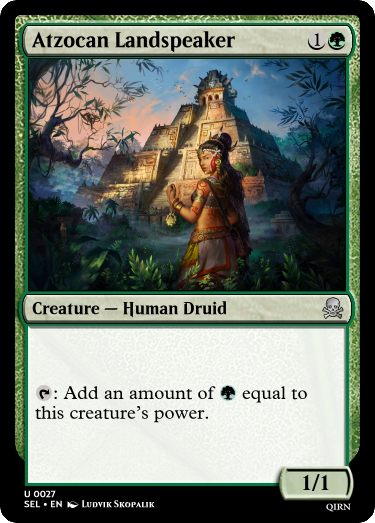 Atzocan Landspeaker 1
Creature — Human Druid
: Add an amount of equal to
this creature's power.
1/1
U 0027
SEL • EN Ludvik Skopalik
QIRN